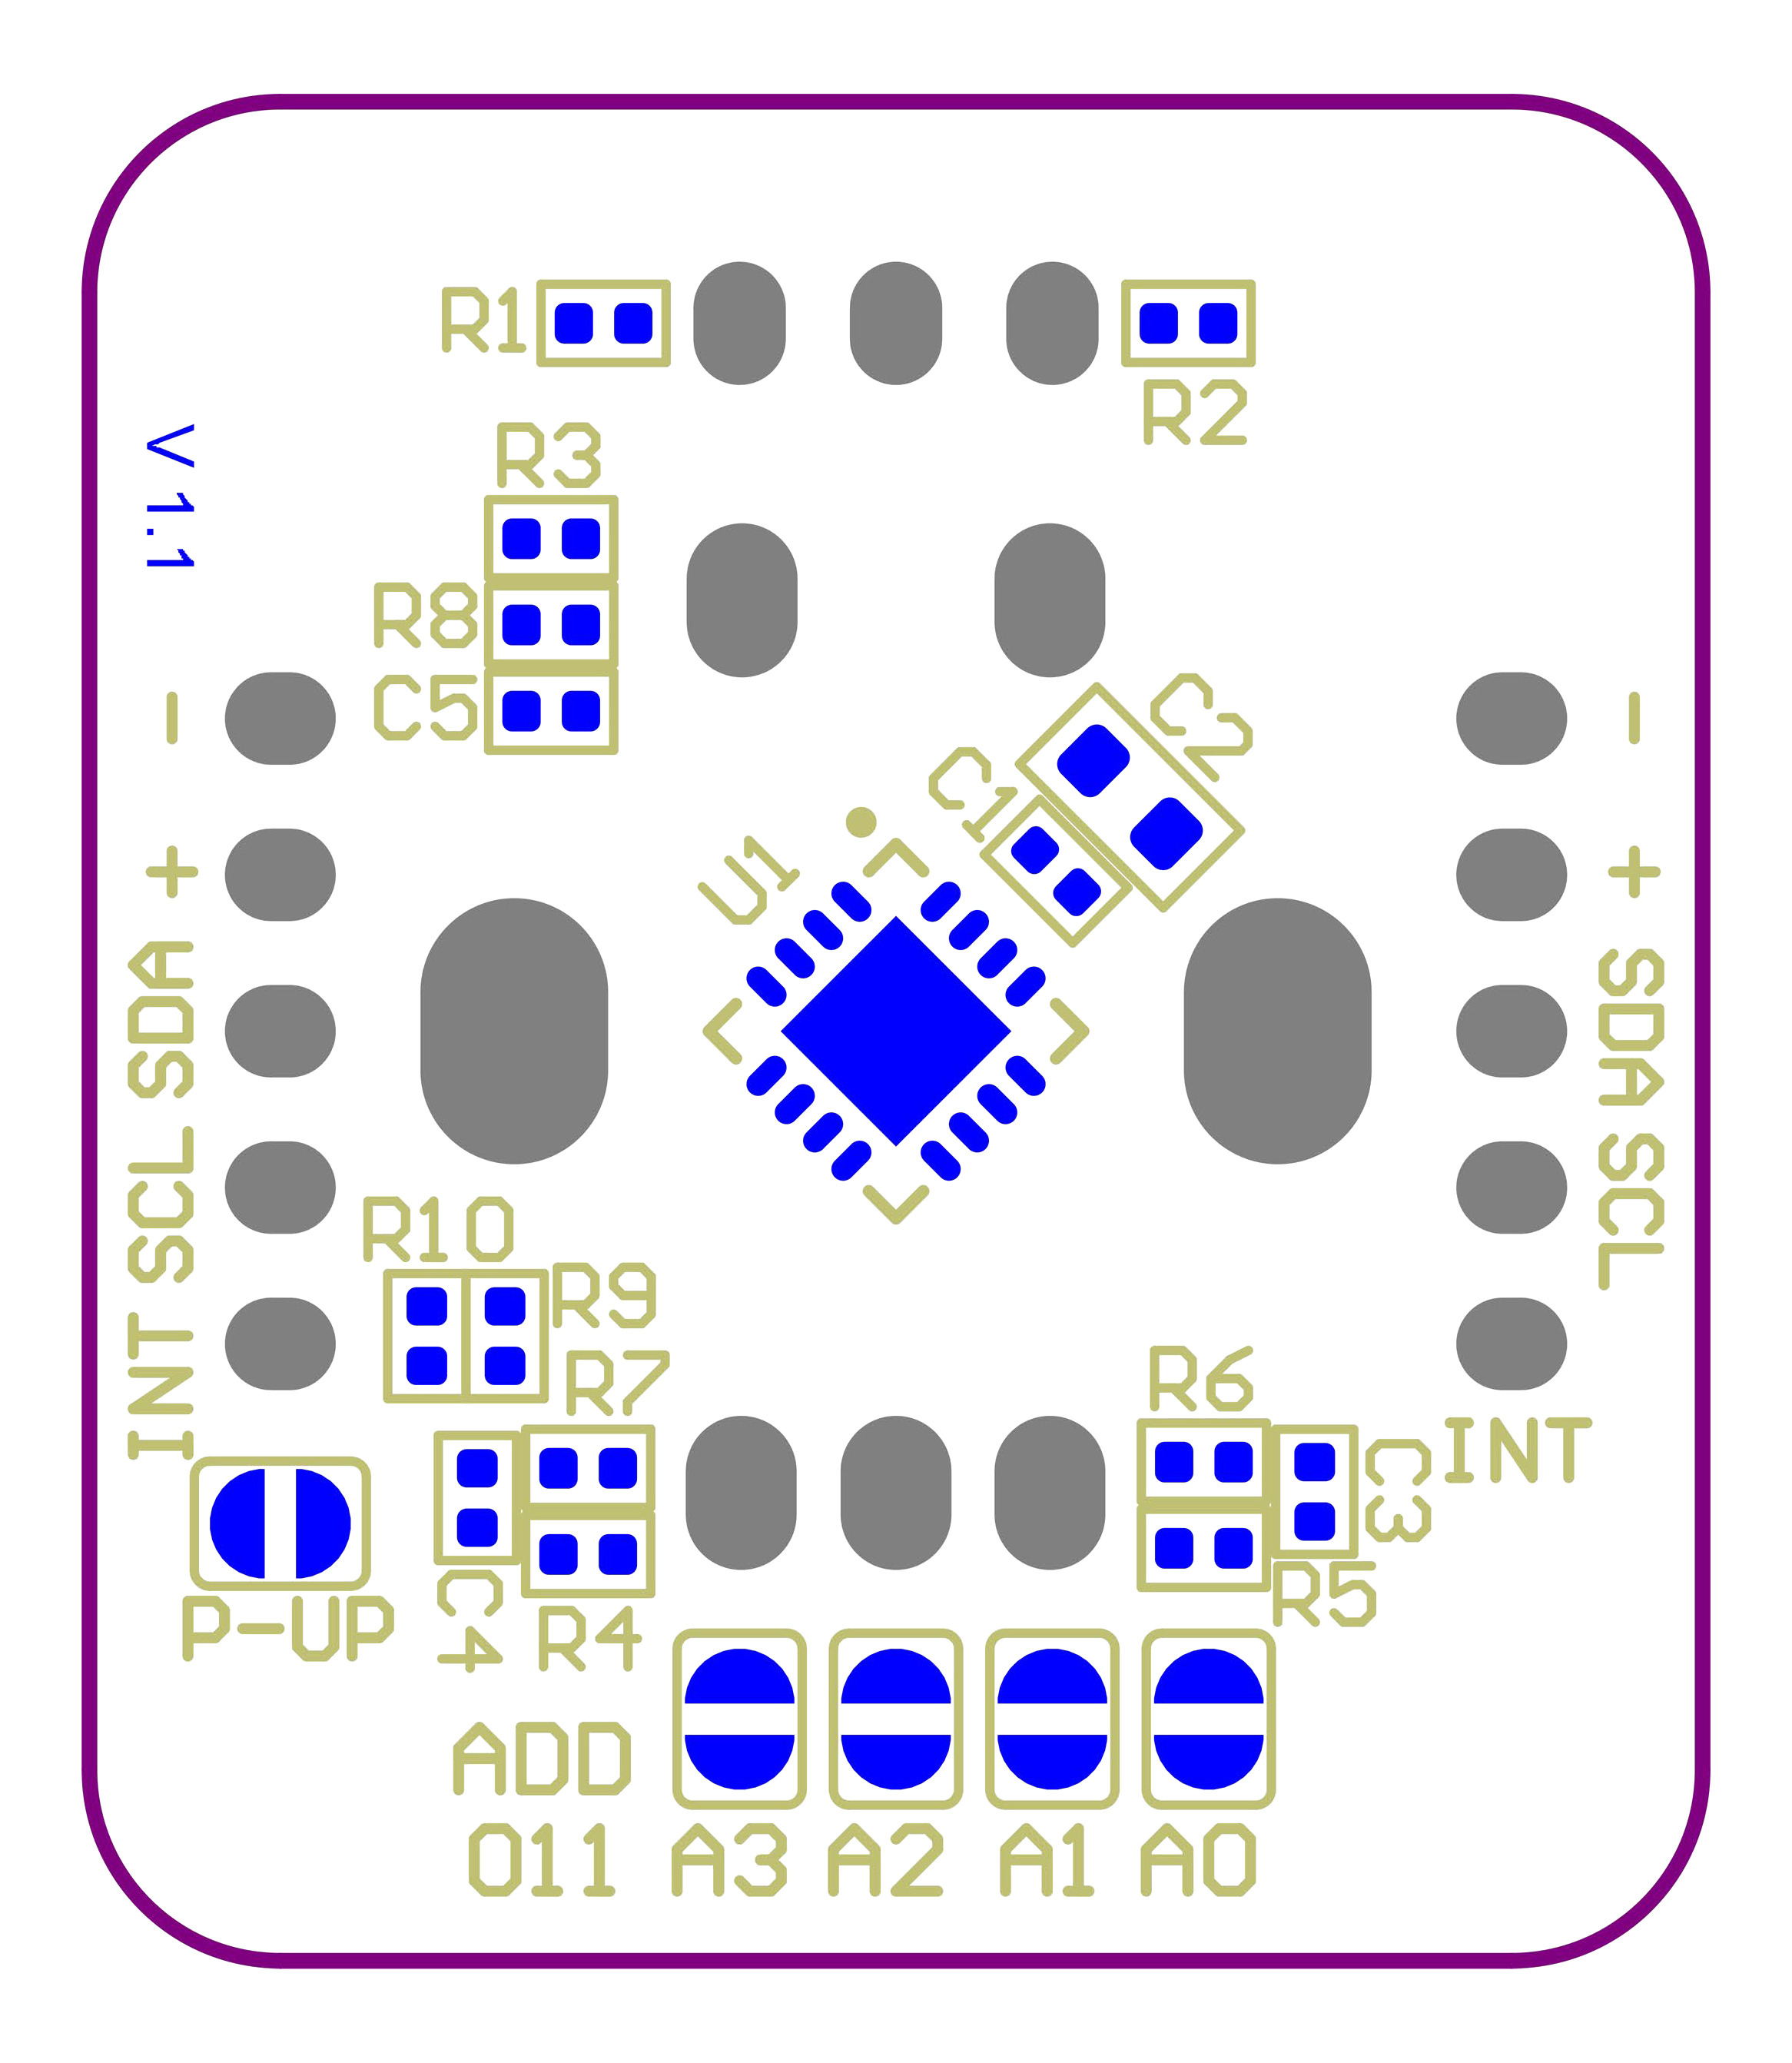 R1
R2
R3
V 1.1
R8
C5
C2
C1
U1
-
+
SDA
SCL
INT
-
+
SDA
SCL
INT
R10
R9
R7
R6
C3
R5
P-UP
C4
R4
ADD
011 A3 A2 A1 A0